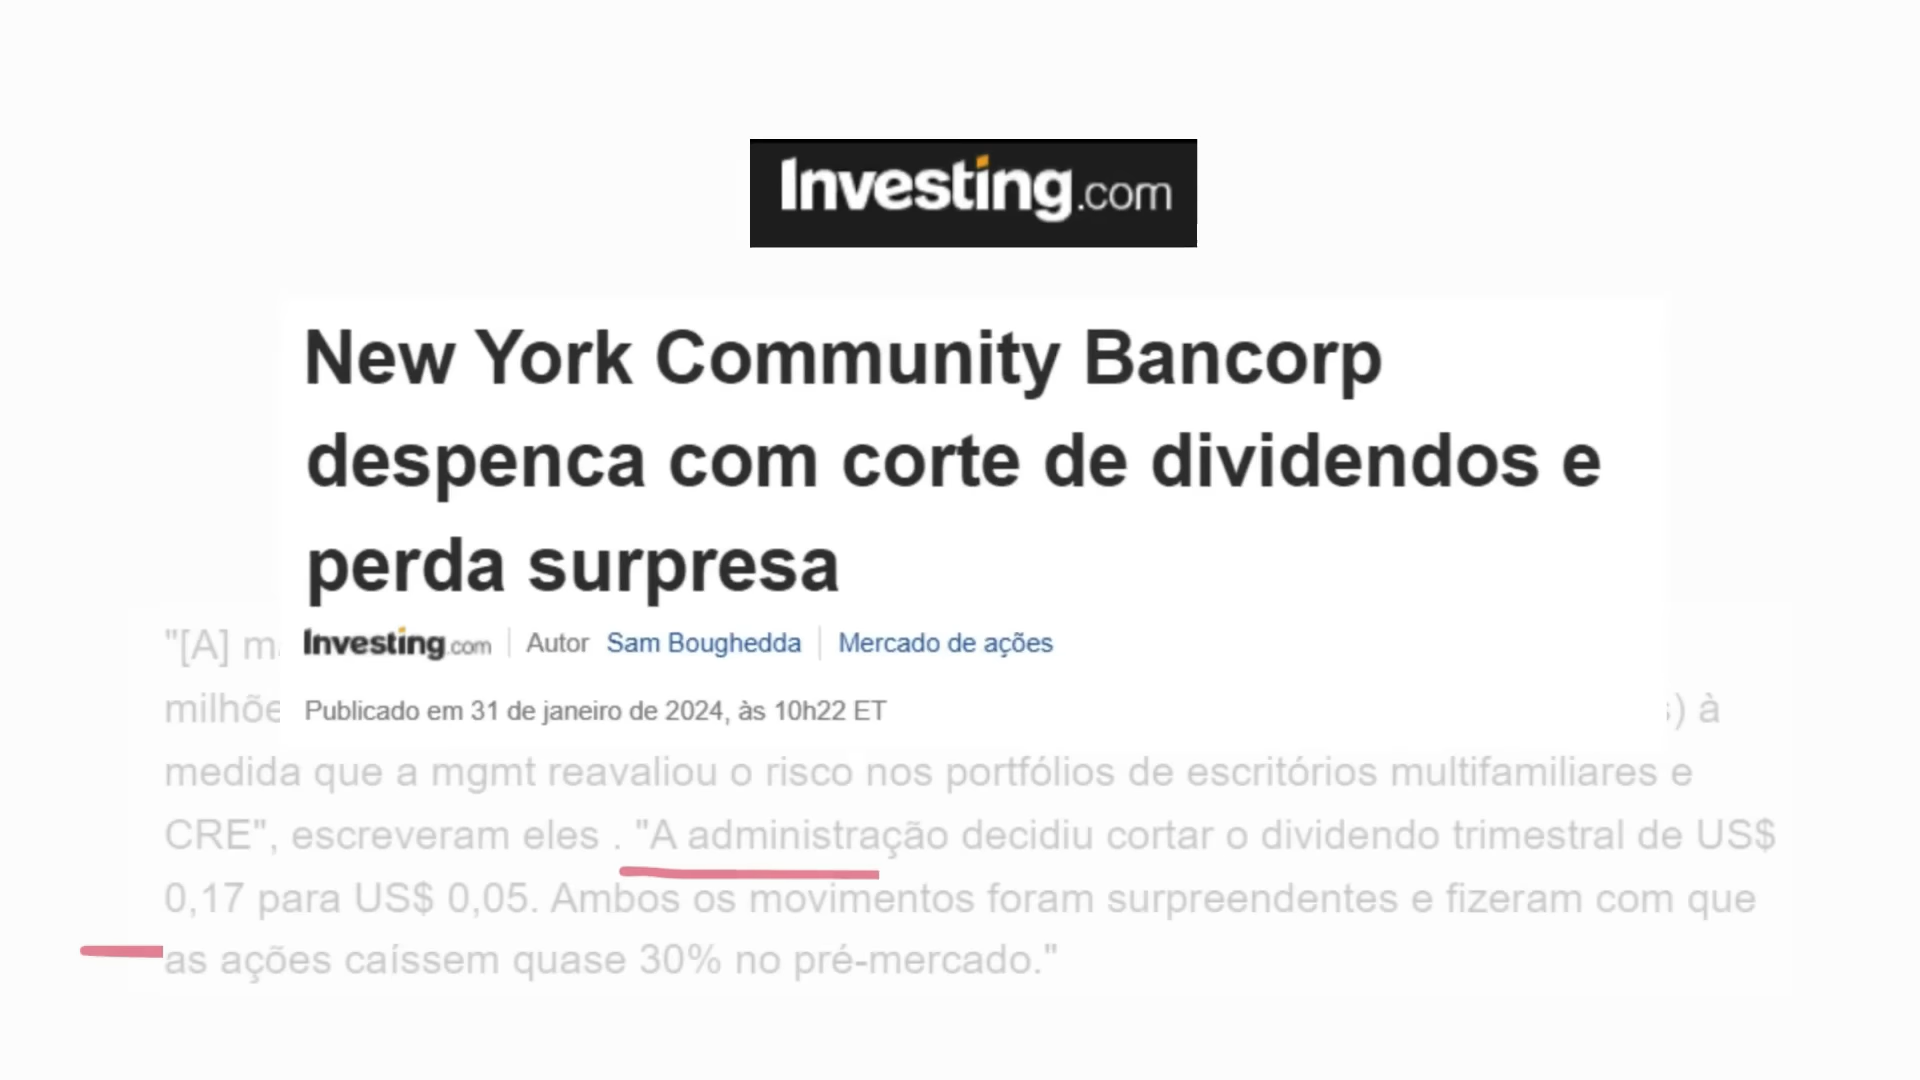 Investing.com
New York Community Bancorp
despenca com corte de dividendos e
perda surpresa
Investing.com Autor Sam Boughedda Mercado de ações
Publicado em 31 de janeiro de 2024, às 10h22 ET
"[A]
) à
medida que a mgmt reavaliou o risco nos portfólios de escritórios multifamiliares e
CRE", escreveram eles . "A administração decidiu cortar o dividendo trimestral de US$
0,17 para US$ 0,05. Ambos os movimentos foram surpreendentes e fizeram com que
as ações caíssem quase 30% no pré-mercado."